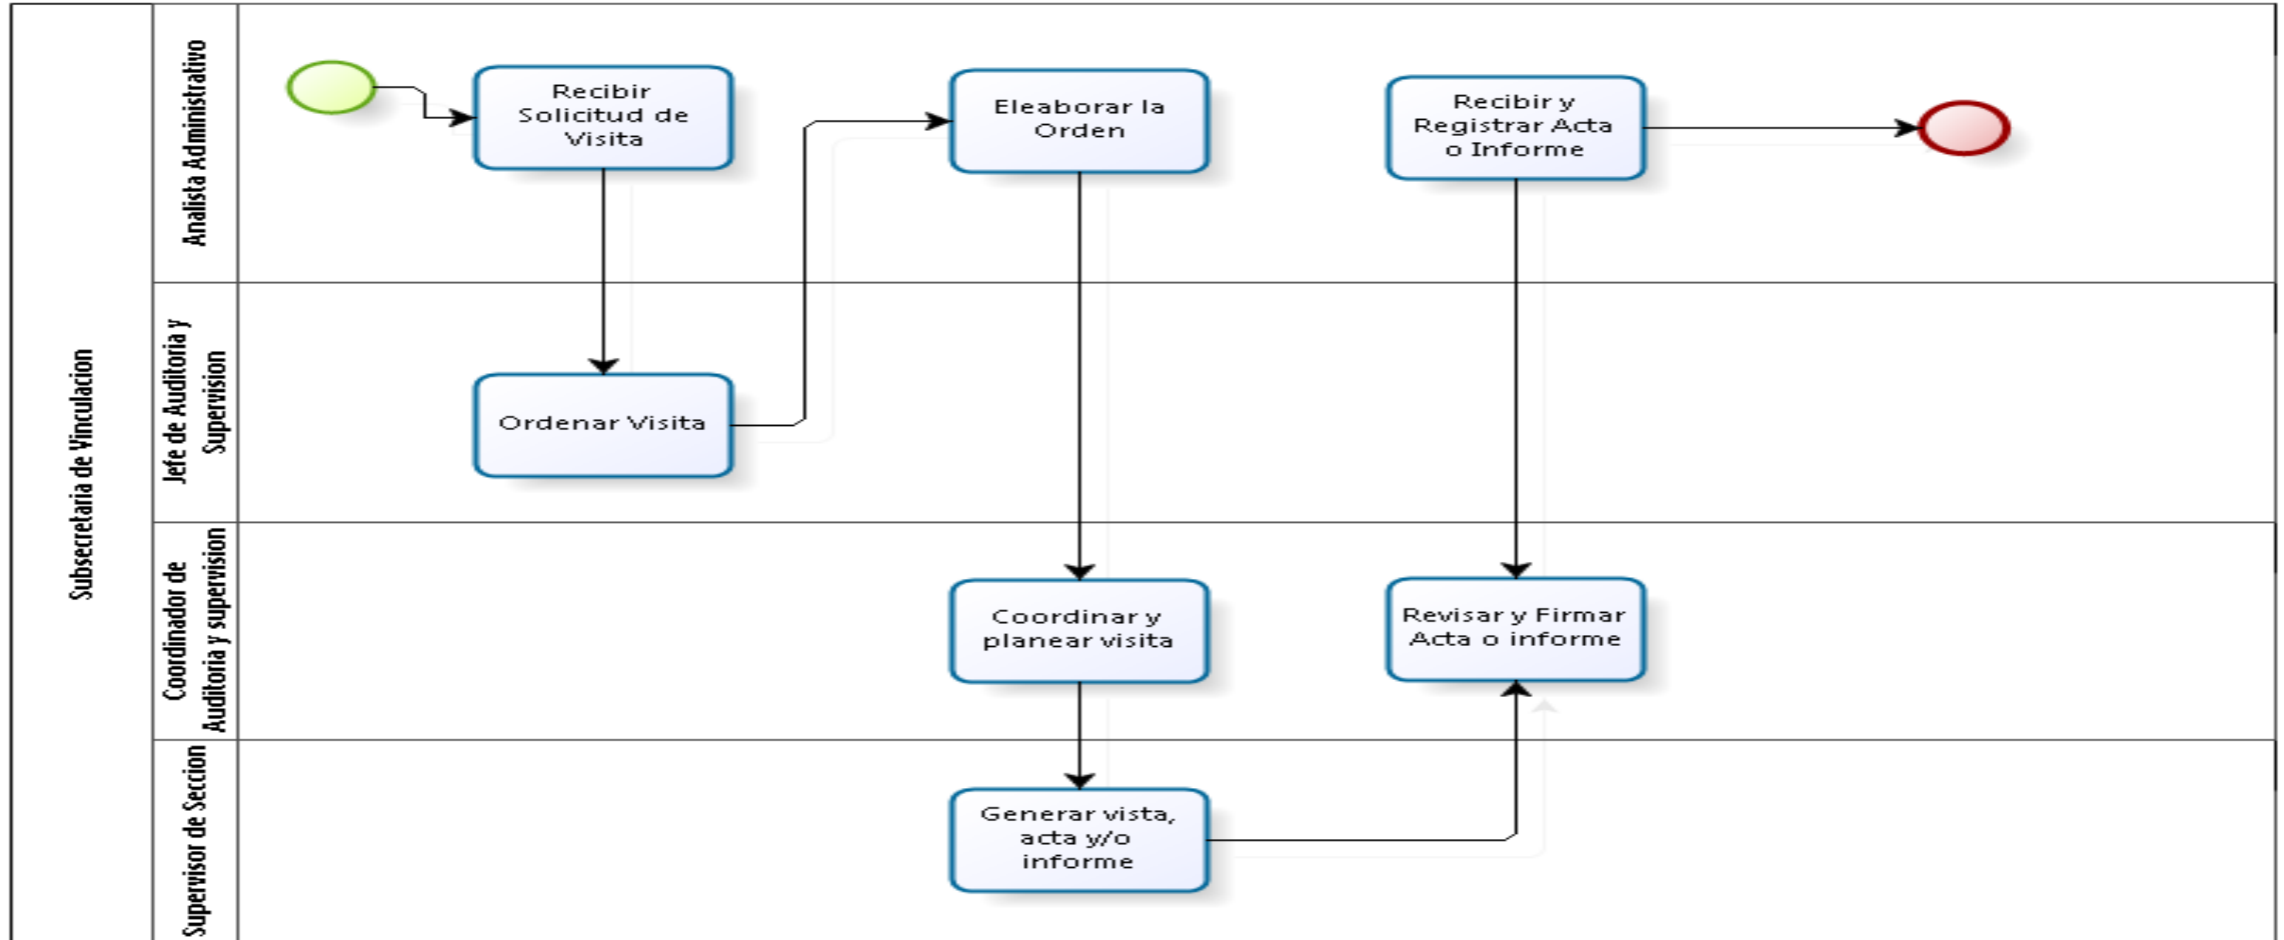 Subsecretaria de Vinculacion
Analista Administrativo
Recibir
Solicitud de
Visita
Eleaborar la
Orden
Recibir y
Registrar Acta
o Informe
Jefe de Auditoria y
Supervision
Ordenar Visita
Coordinador de
Auditoria y supervision
Coordinar y
planear visita
Revisar y Firmar
Acta o informe
Supervisor de Seccion
Generar vista,
acta y/o
informe